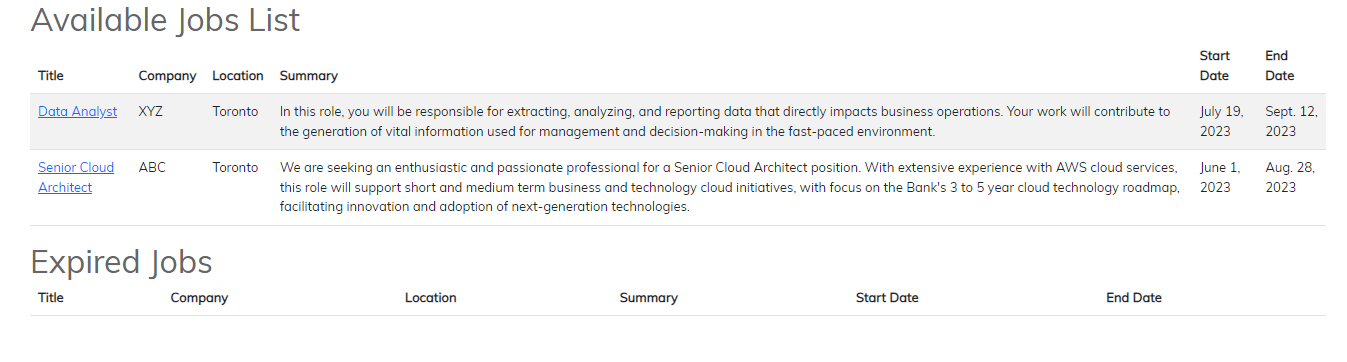 Available Jobs List
Title Company Location Summary Start Date End Date
Data Analyst XYZ Toronto In this role, you will be responsible for extracting, analyzing, and reporting data that directly impacts business operations. Your work will contribute to the generation of vital information used for management and decision-making in the fast-paced environment. July 19, 2023 Sept. 12, 2023
Senior Cloud Architect ABC Toronto We are seeking an enthusiastic and passionate professional for a Senior Cloud Architect position. With extensive experience with AWS cloud services, this role will support short and medium term business and technology cloud initiatives, with focus on the Bank's 3 to 5 year cloud technology roadmap, facilitating innovation and adoption of next-generation technologies. June 1, 2023 Aug. 28, 2023
Expired Jobs
Title Company Location Summary Start Date End Date